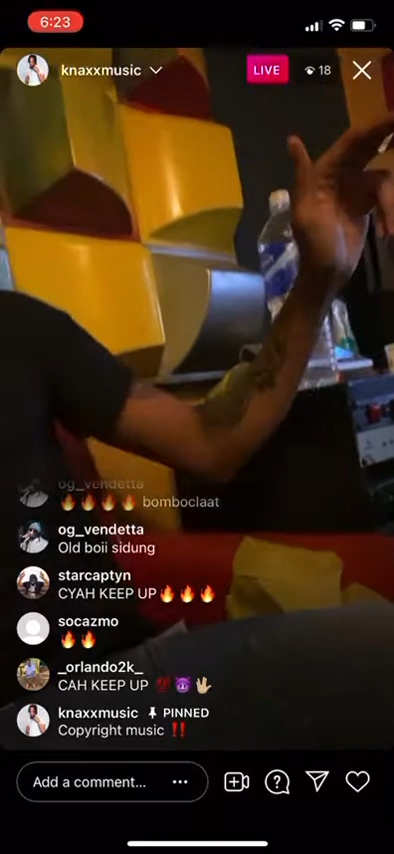 6:23
knaxxmusic
LIVE
18
og_vendetta
🔥🔥🔥🔥 bomboclaat
og_vendetta
Old boii sidung
starcaptyn
CYAH KEEP UP🔥🔥🔥
socazmo
🔥🔥
_orlando2k_
CAH KEEP UP 💯😈🖖🏼
knaxxmusic PINNED
Copyright music ‼️
Add a comment...